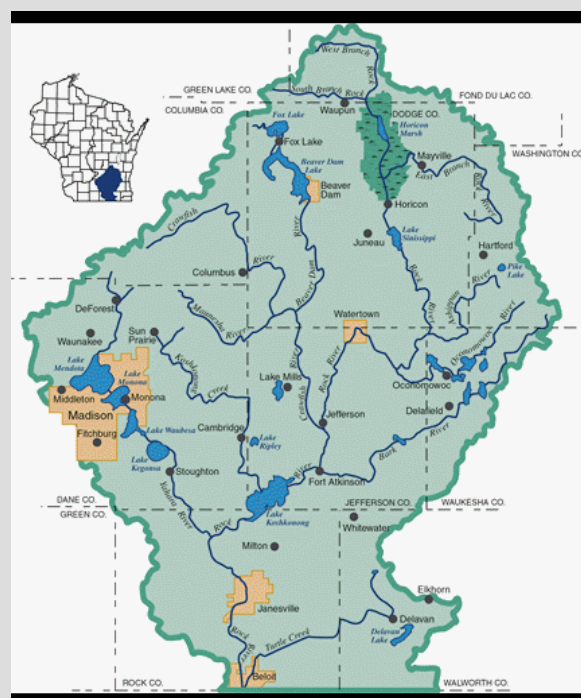 West Branch
Rock
South Branch Rock
GREEN LAKE CO.
FOND DU LAC CO.
COLUMBIA CO.
Waupun
DODGE CO.
Fox Lake
Horicon
Marsh
Fox Lake
WASHINGTON CO.
Mayville
East Branch
Beaver Dam
Lake
Beaver
Dam
Rock
River
Horicon
Crawfish
River
River
Juneau
Lake
Sinissippi
Hartford
Columbus
Beaver Dam
Rock
River
Pike
Lake
DeForest
Maunesha
River
Ashippun
River
Watertown
River
Waunakee
Sun
Prairie
Oconomowoc
Lake
Mendota
Koshkonong
Creek
Rock
River
Lake
Monona
Lake Mills
Crawfish
Oconomowoc
Middleton
Monona
Delafield
Madison
Jefferson
Lake Waubesa
Cambridge
River
Fitchburg
Lake
Ripley
Bark
Lake
Kegonsa
Stoughton
River
Fort Atkinson
Yahara
River
DANE CO.
JEFFERSON CO.
WAUKESHA CO.
GREEN CO.
Rock
Lake
Koshkonong
Whitewater
Milton
Elkhorn
Janesville
Delavan
Rock
River
Turtle Creek
Delavan
Lake
Beloit
ROCK CO.
WALWORTH CO.